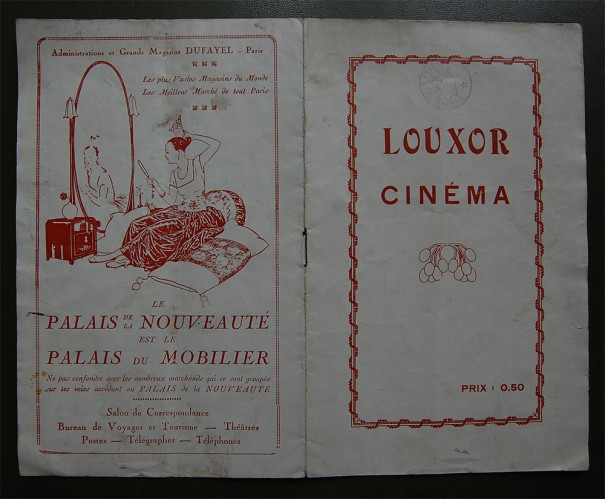 Administrations et Grands Magasins DUFAYEL - Paris
Les plus Vastes Magasins du Monde
Les Meilleur Marché de tout Paris
LE
PALAIS DE LA NOUVEAUTÉ
EST LE
PALAIS DU MOBILIER
Ne pas confondre avec les nombreux marchands qui se sont groupés
sur les voies accédant au PALAIS de la NOUVEAUTÉ
Salon de Correspondance
Bureau de Voyages et Tourisme — Théâtres
Postes — Télégraphes — Téléphones
LOUXOR
CINÉMA
PRIX : 0.50